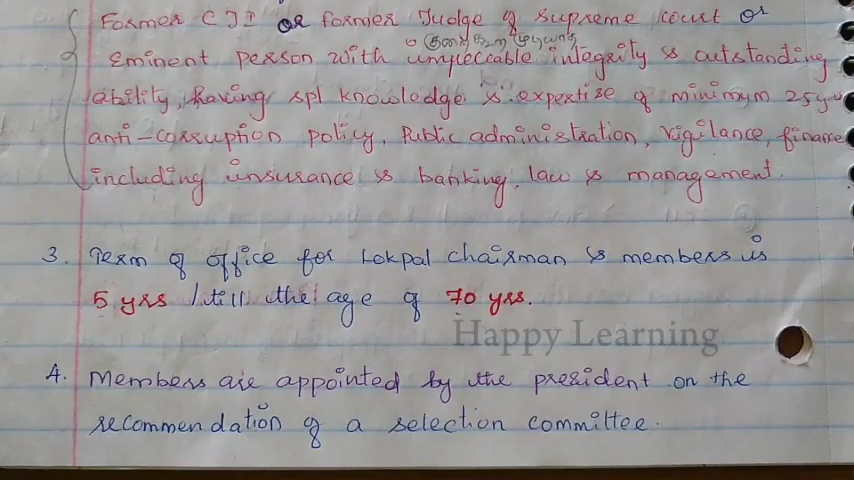 Former CJI or former Judge of supreme court or
குறைகூற முடியாத
Eminent person with impeccable integrity & outstanding
ability, having spl knowledge & expertise of minimum 25 y
anti-corruption policy, Public administration, vigilance, finance
including insurance & banking, law & management.
3. Term of office for Lokpal chairman & members is
5 yrs / till the age of 70 yrs.
Happy Learning
4. Members are appointed by the president on the
recommendation of a selection committee.